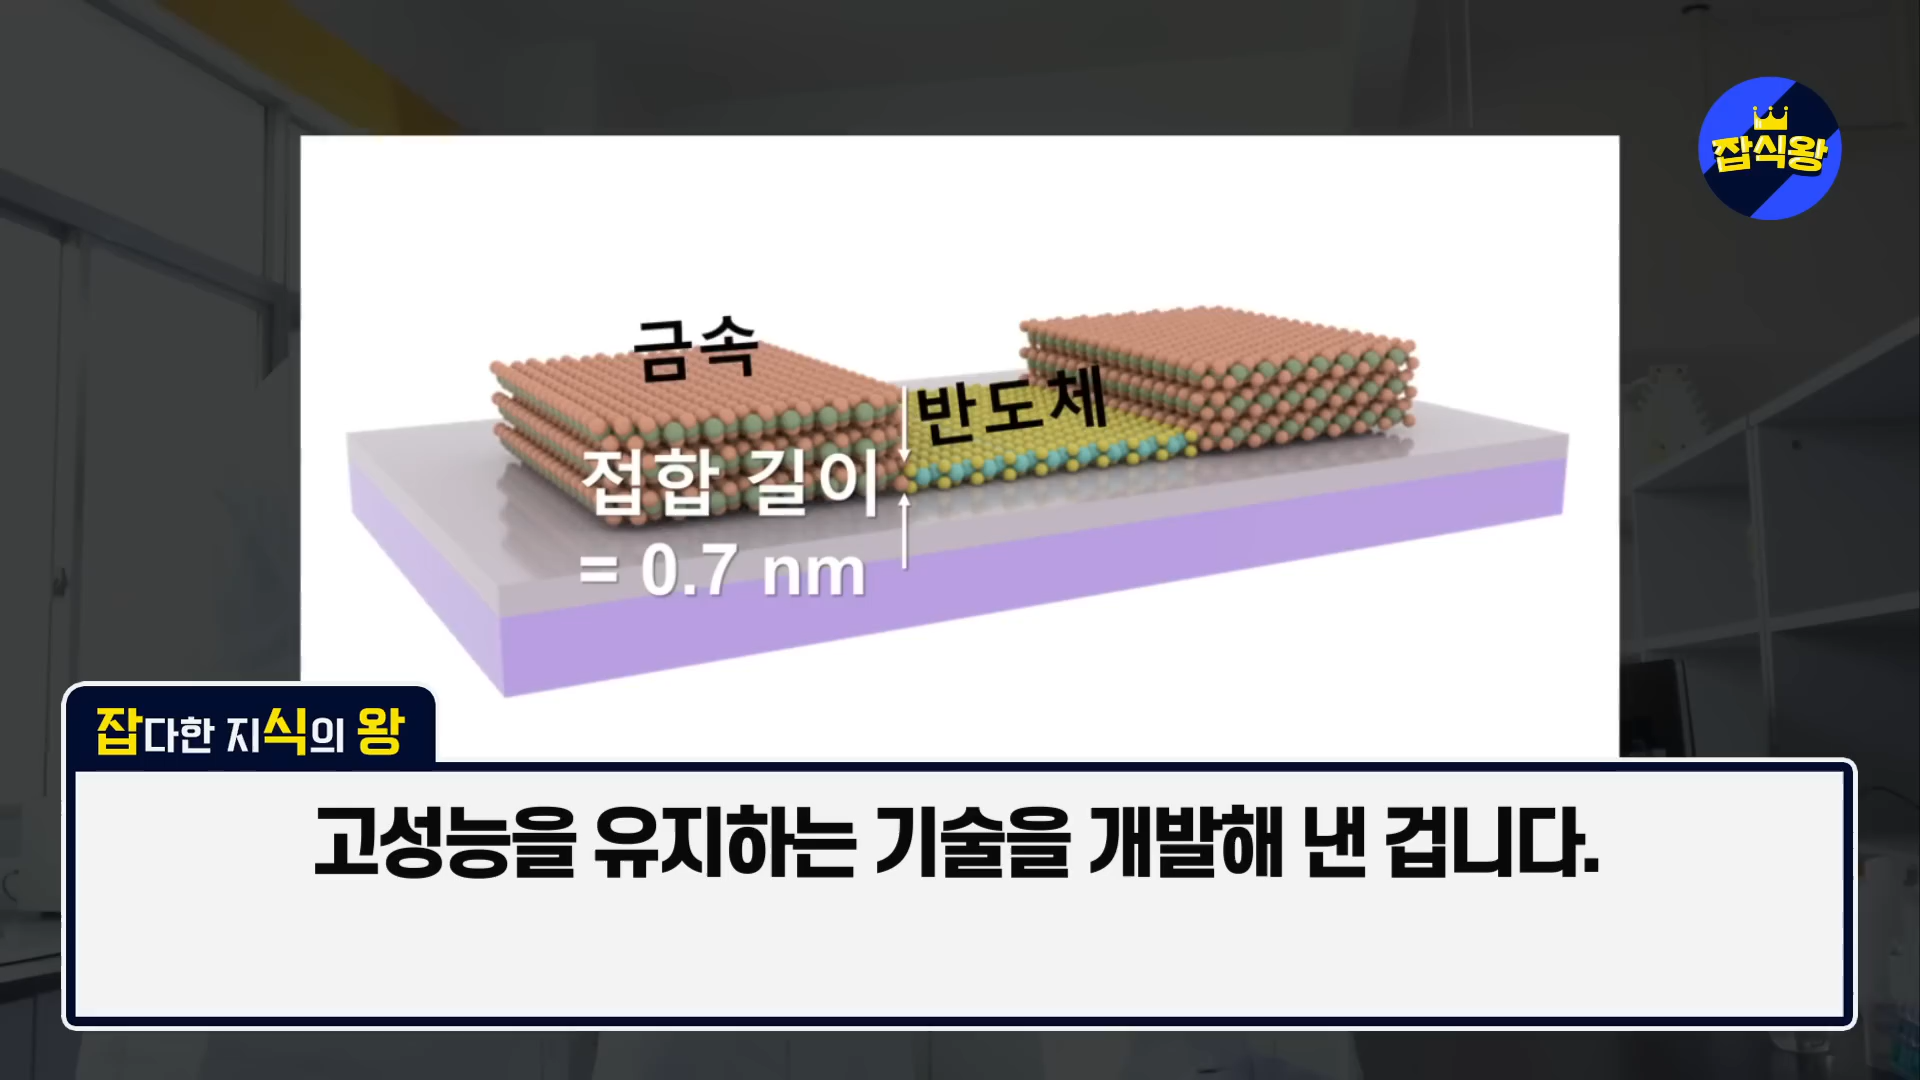 잡식왕
금속
반도체
접합 길이
= 0.7 nm
잡다한 지식의 왕
고성능을 유지하는 기술을 개발해 낸 겁니다.